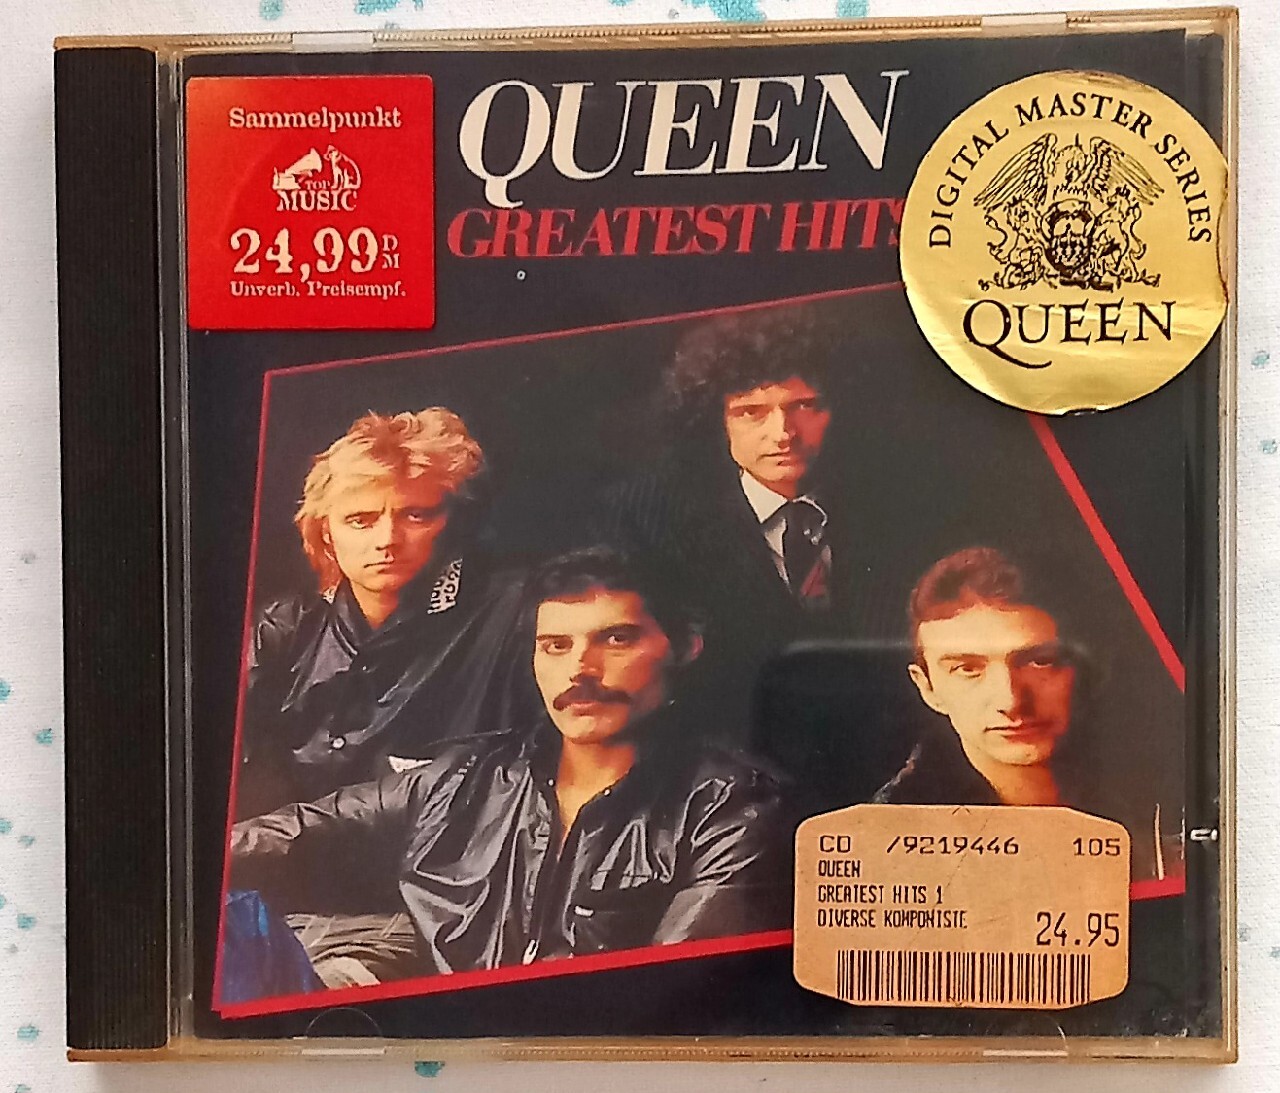 Sammelpunkt
TOP
MUSIC
24,99 DM
Unverb. Preisempf.
QUEEN
GREATEST HITS
DIGITAL MASTER SERIES
QUEEN
CD /9219446 105
QUEEN
GREATEST HITS 1
DIVERSE KOMPONISTE
24.95